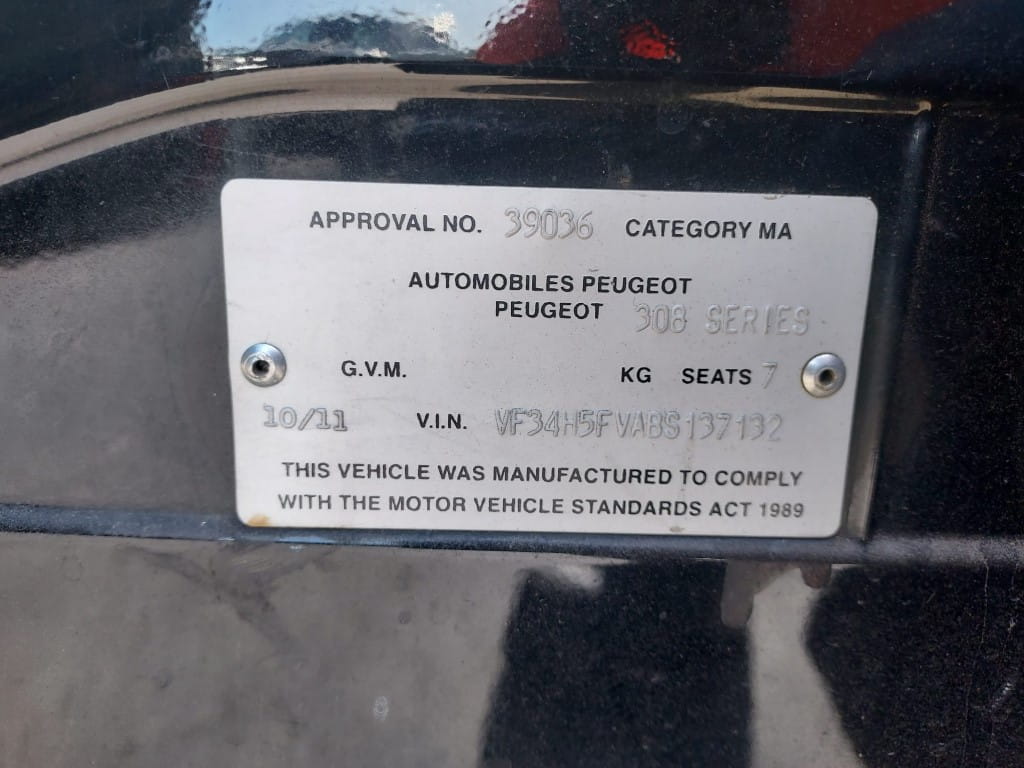 APPROVAL NO. 39036 CATEGORY MA
AUTOMOBILES PEUGEOT
PEUGEOT 308 SERIES
G.V.M. KG SEATS 7
10/11 V.I.N. VF34H5FVABS137132
THIS VEHICLE WAS MANUFACTURED TO COMPLY
WITH THE MOTOR VEHICLE STANDARDS ACT 1989